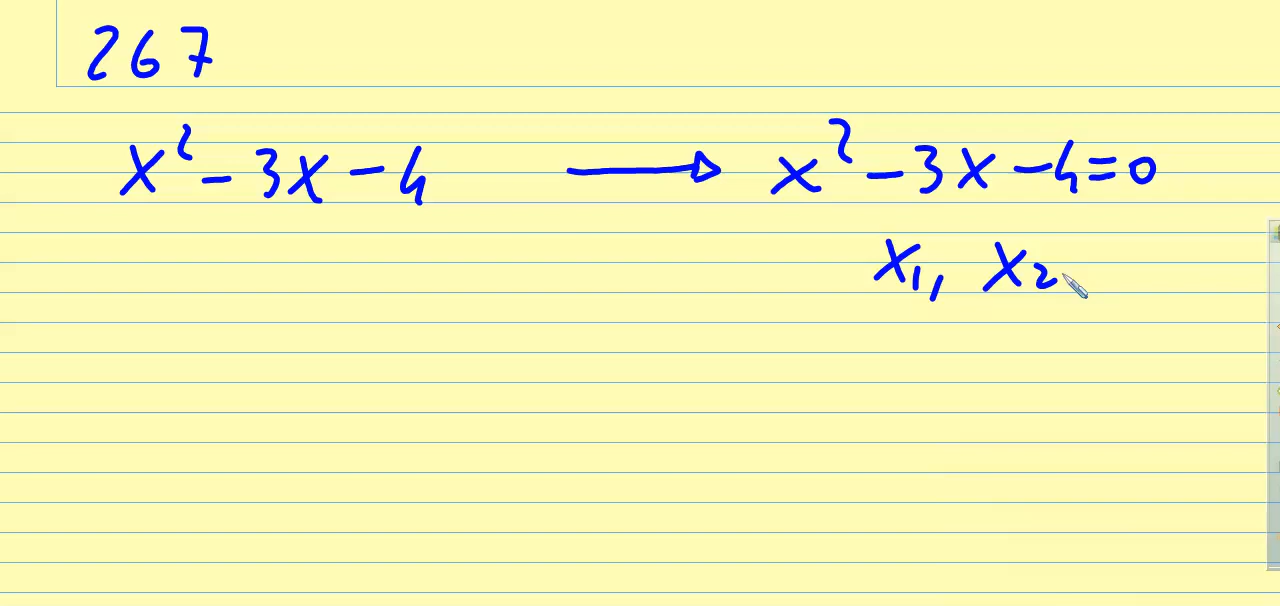 267
x² - 3x - 4 → x² - 3x - 4 = 0
x₁, x₂